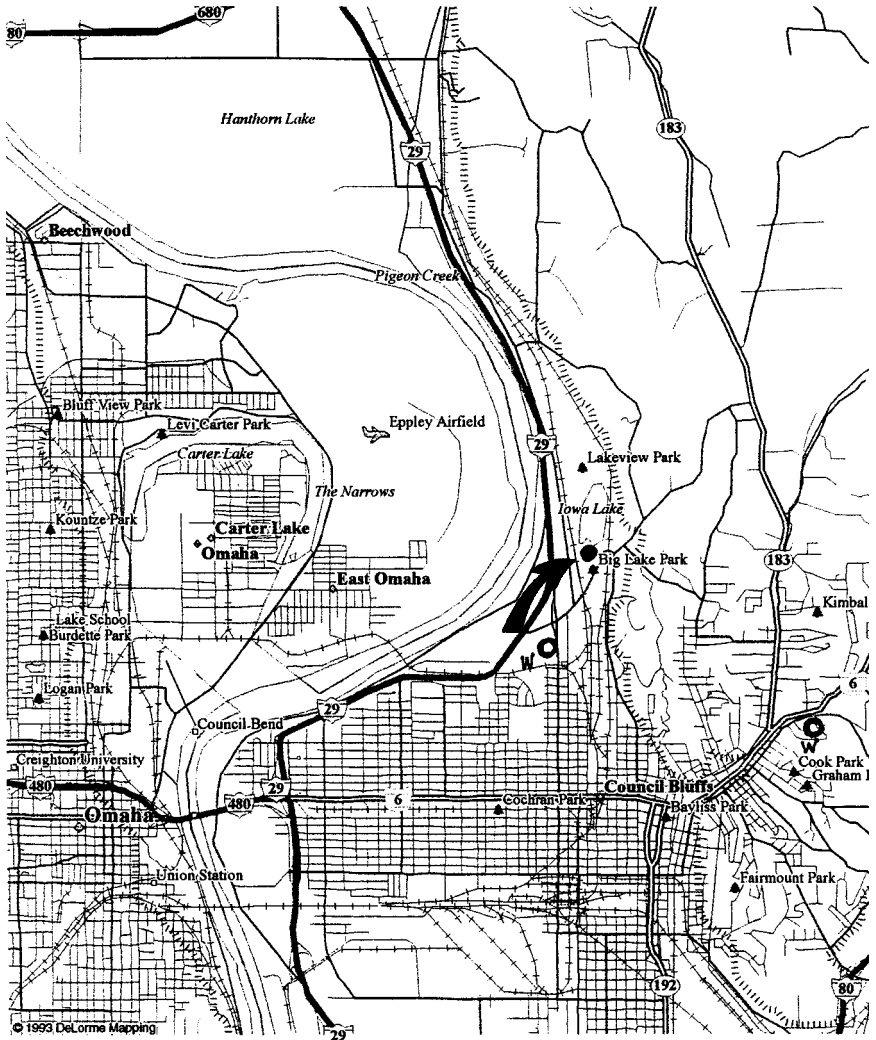 680
80
Hanthorn Lake
183
29
Beechwood
Pigeon Creek
Bluff View Park
Levi Carter Park
Eppley Airfield
29
Carter Lake
Lakeview Park
The Narrows
Iowa Lake
Kountze Park
Carter Lake
Omaha
183
Big Lake Park
East Omaha
Kimbal
Lake School
Burdette Park
W
6
Logan Park
29
Council Bend
W
Creighton University
Cook Park
Graham
480
29
Council Bluffs
480
6
Cochran Park
Bayliss Park
Omaha
Union Station
Fairmount Park
192
80
© 1993 DeLorme Mapping
29